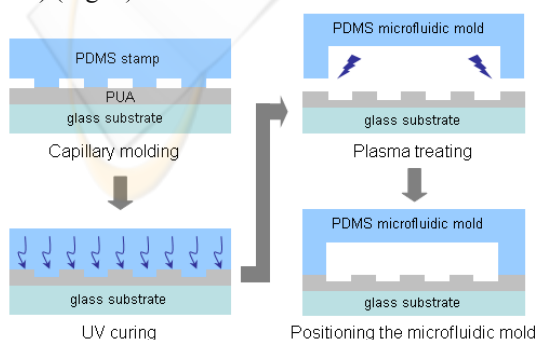 PDMS stamp
PUA
glass substrate
Capillary molding
glass substrate
UV curing
PDMS microfluidic mold
glass substrate
Plasma treating
PDMS microfluidic mold
glass substrate
Positioning the microfluidic mold